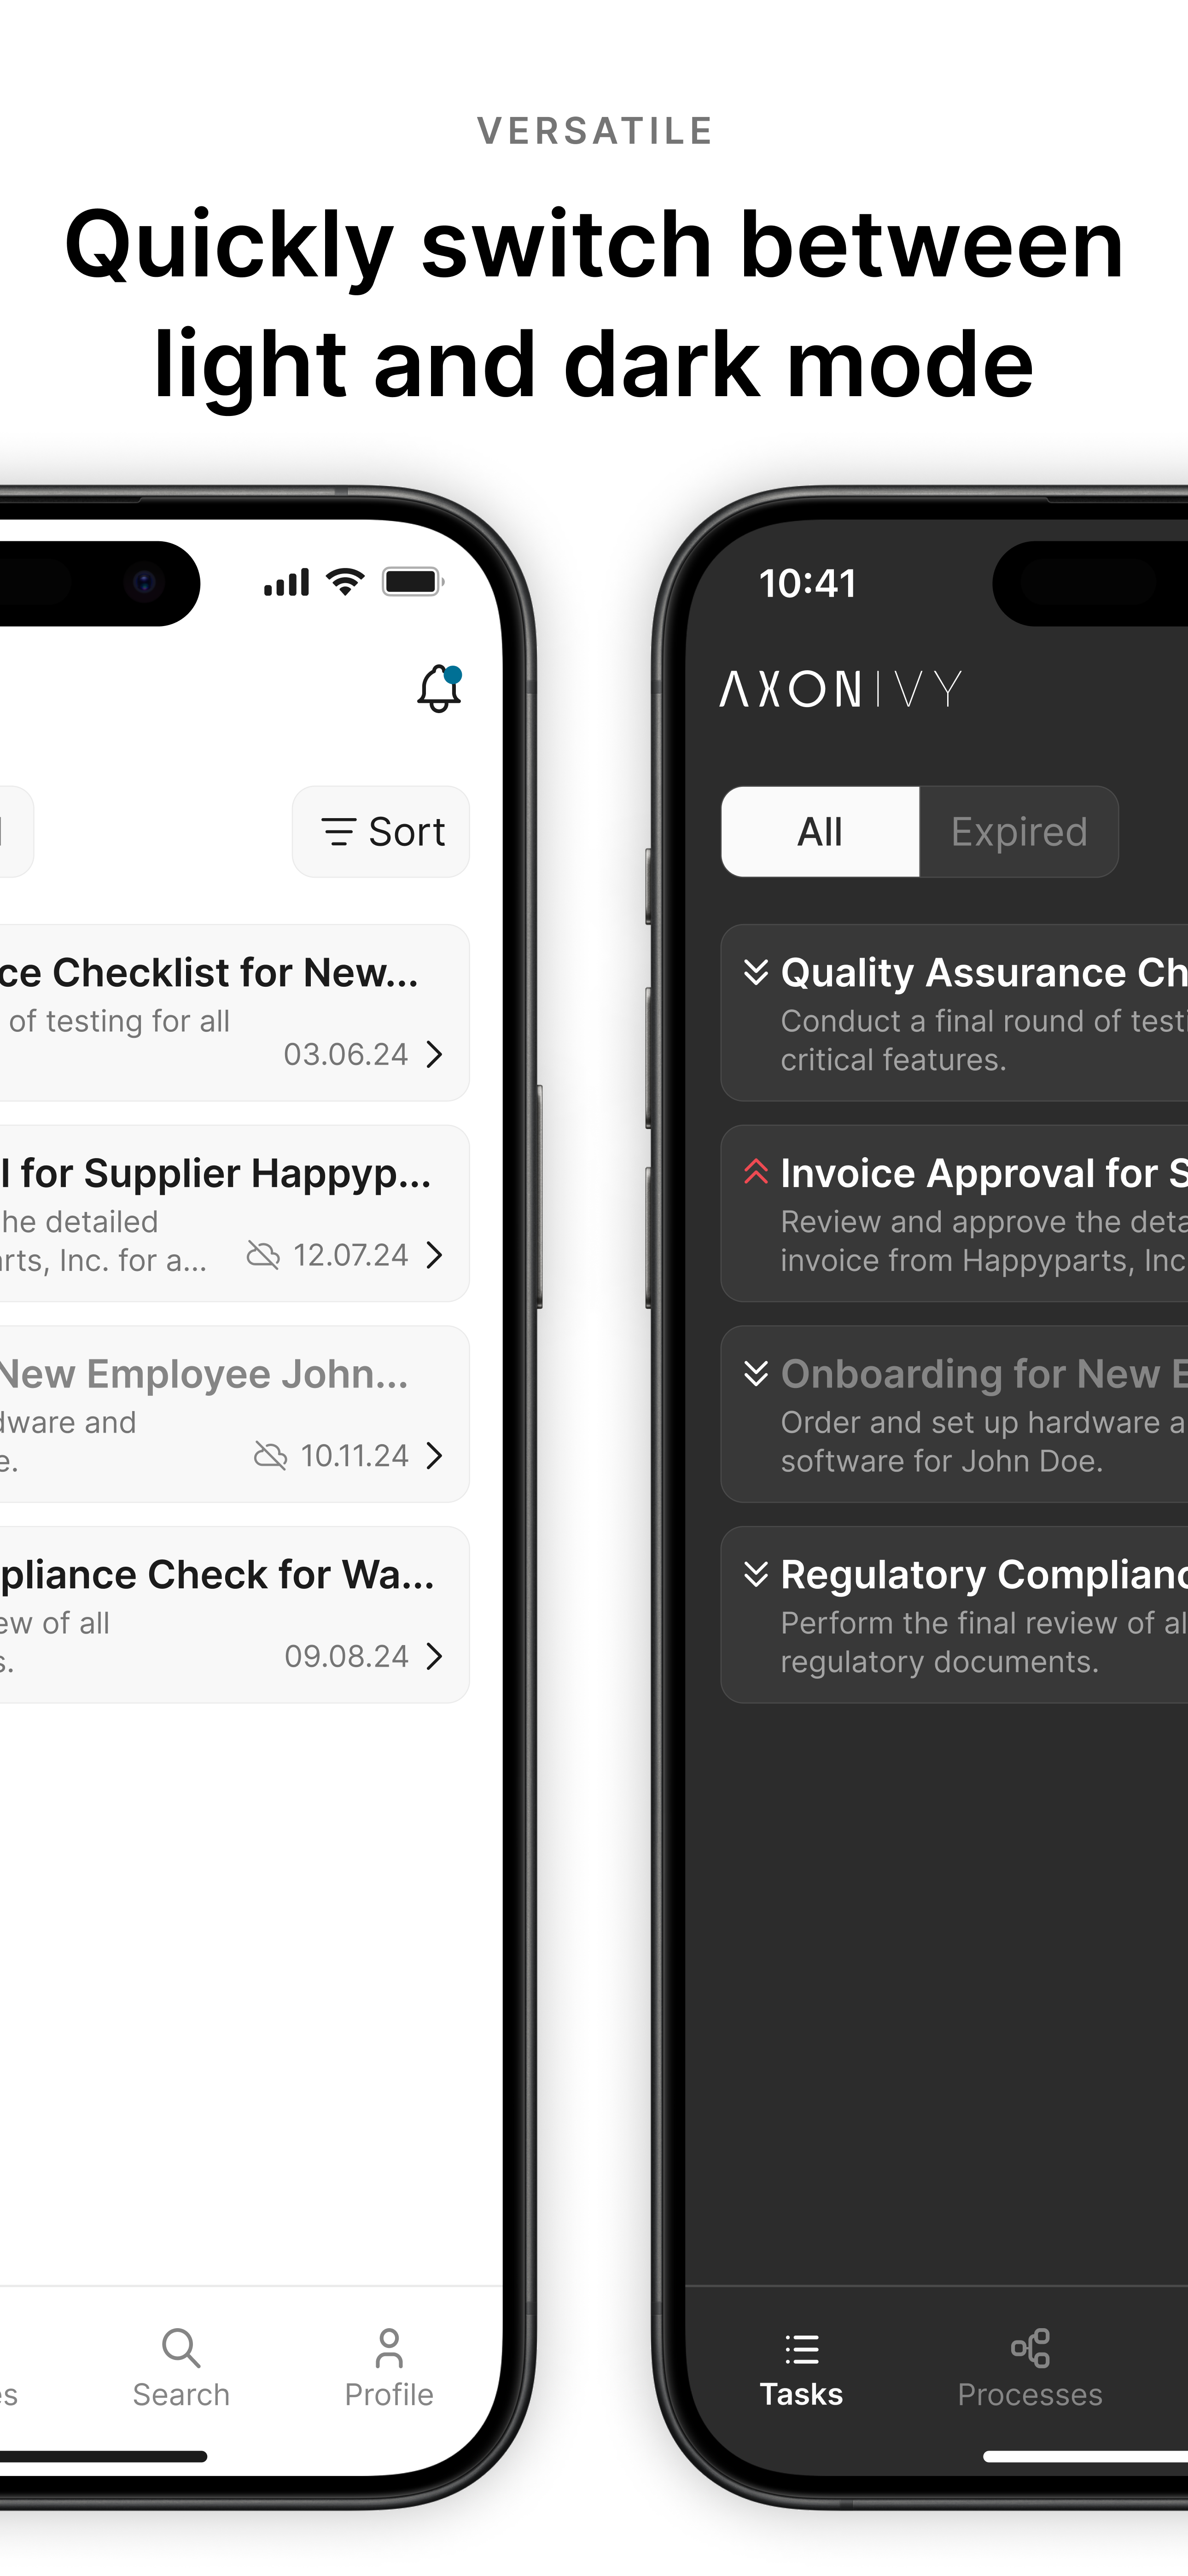 VERSATILE
Quickly switch between
light and dark mode
Sort
ce Checklist for New...
of testing for all
03.06.24
l for Supplier Happyp...
he detailed
rts, Inc. for a...
12.07.24
New Employee John...
dware and
e.
10.11.24
pliance Check for Wa...
ew of all
s.
09.08.24
es
Search
Profile
10:41
AXONIVY
All
Expired
Quality Assurance Ch
Conduct a final round of testi
critical features.
Invoice Approval for S
Review and approve the deta
invoice from Happyparts, Inc
Onboarding for New E
Order and set up hardware a
software for John Doe.
Regulatory Complianc
Perform the final review of al
regulatory documents.
Tasks
Processes